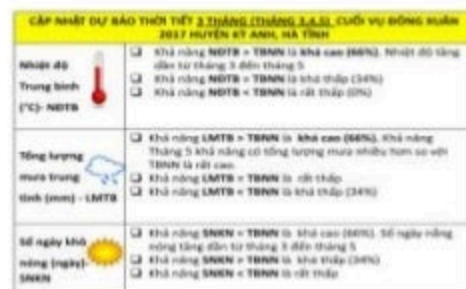 CẬP NHẬT DỰ BÁO THỜI TIẾT 3 THÁNG (THÁNG 3,4,5) CUỐI VỤ ĐÔNG XUÂN
2017 HUYỆN KỲ ANH, HÀ TĨNH
Nhiệt độ
Trung bình
(°C)- NĐTB
Khả năng NĐTB > TBNN là khá cao (66%). Nhiệt độ tăng
dần từ tháng 3 đến tháng 5
Khả năng NĐTB = TBNN là khá thấp (34%)
Khả năng NĐTB < TBNN là rất thấp (0%)
Tổng lượng
mưa trung
tính (mm) - LMTB
Khả năng LMTB > TBNN là khá cao (66%). Khả năng
Tháng 5 khả năng có tổng lượng mưa nhiều hơn so với
TBNN là rất cao.
Khả năng LMTB = TBNN là rất thấp
Khả năng LMTB < TBNN là khá thấp (34%)
Số ngày khô
nóng (ngày)-
SNKN
Khả năng SNKN < TBNN là khá cao (66%). Số ngày nắng
nóng tăng dần từ tháng 3 đến tháng 5
Khả năng SNKN > TBNN là khá thấp (34%)
Khả năng SNKN = TBNN là rất thấp